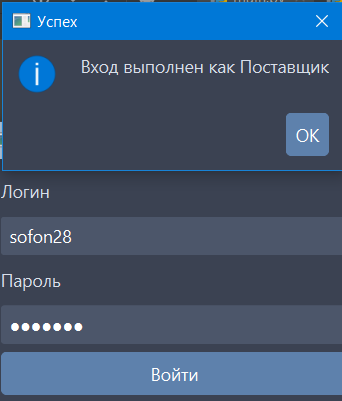 Успех
Вход выполнен как Поставщик
OK
Логин
sofon28
Пароль
●●●●●●●
Войти